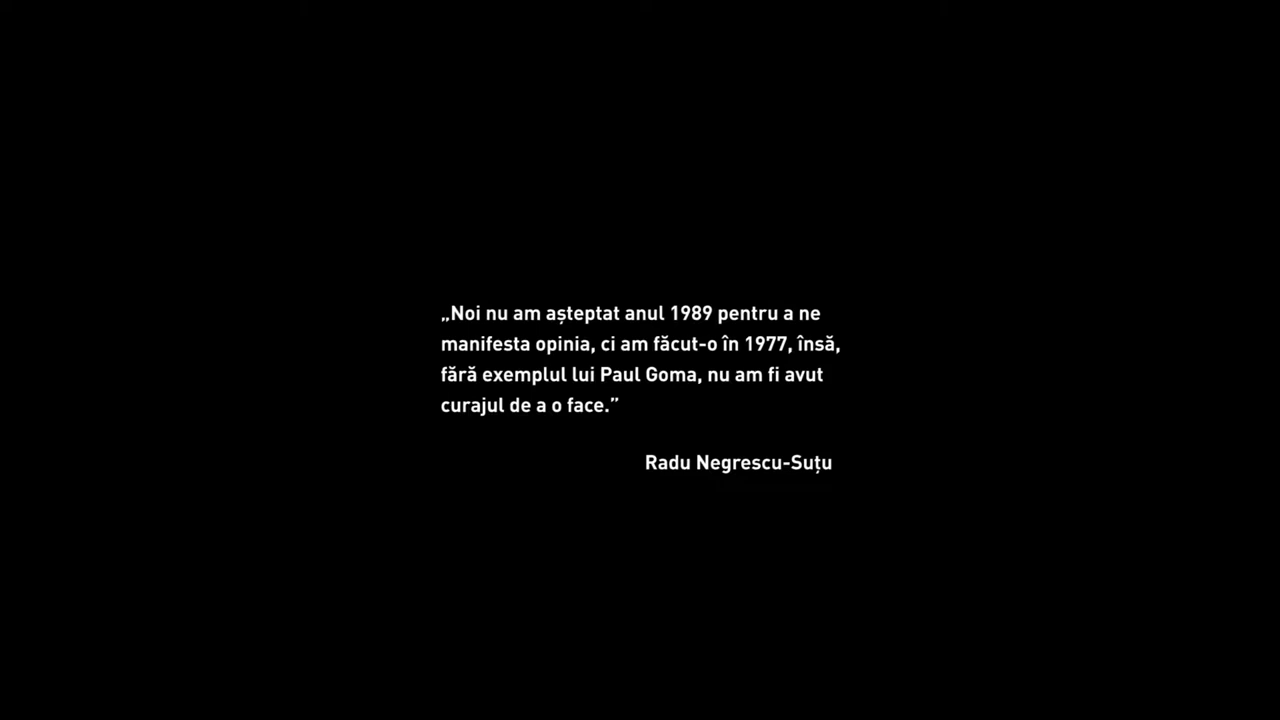 „Noi nu am așteptat anul 1989 pentru a ne
manifesta opinia, ci am făcut-o în 1977, însă,
fără exemplul lui Paul Goma, nu am fi avut
curajul de a o face.”
Radu Negrescu-Suțu